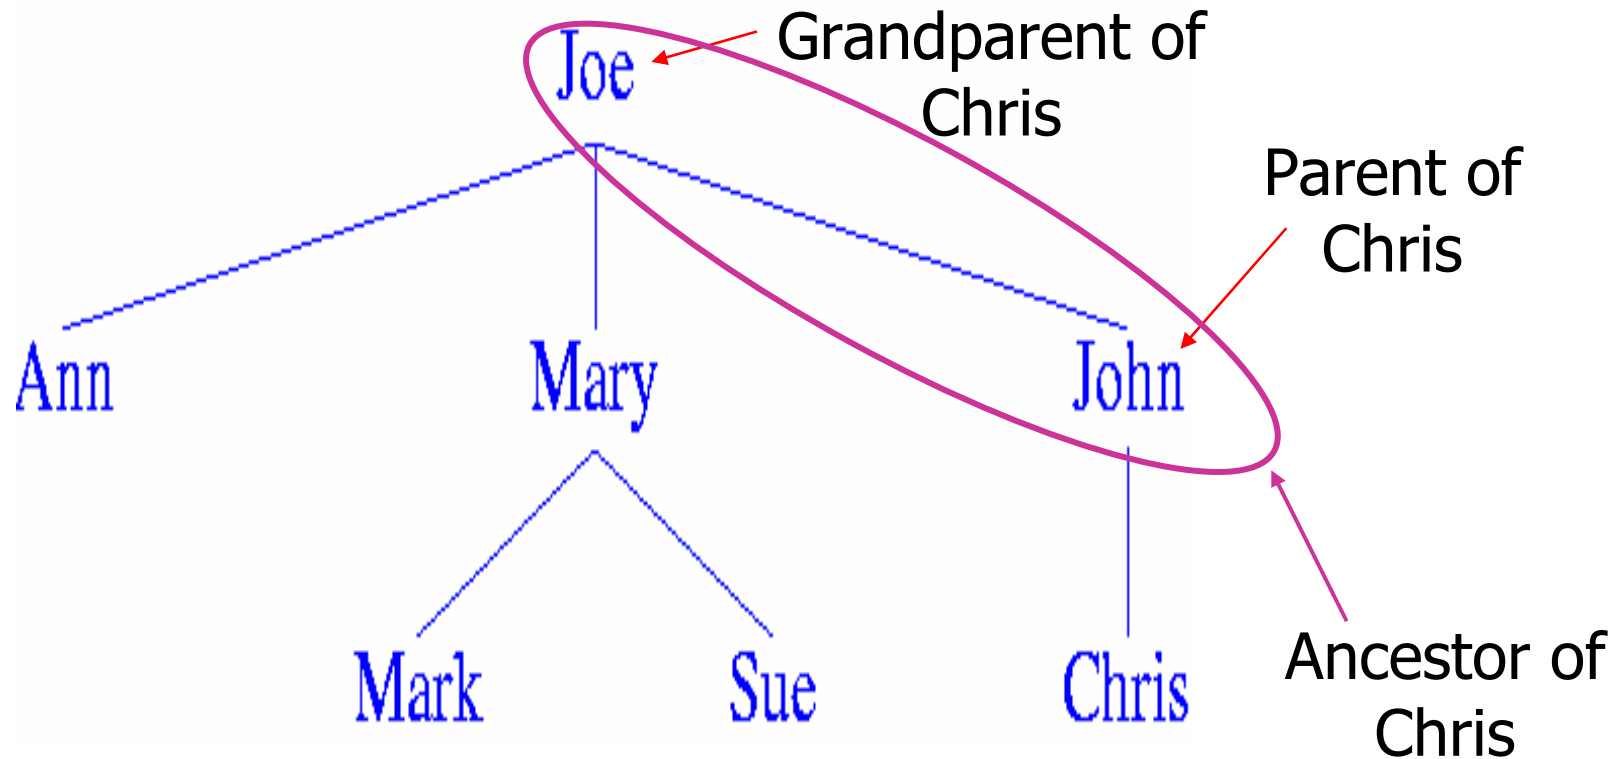 Joe
Grandparent of
Chris
Parent of
Chris
Ann
Mary
John
Mark
Sue
Chris
Ancestor of
Chris